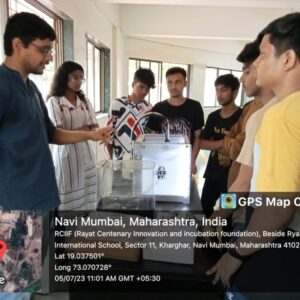 GPS Map C
Navi Mumbai, Maharashtra, India
RCIIF (Rayat Centenary Innovation and incubation foundation), Beside Rya
International School, Sector 11, Kharghar, Navi Mumbai, Maharashtra 4102
Lat 19.037501°
Long 73.070728°
05/07/23 11:01 AM GMT +05:30